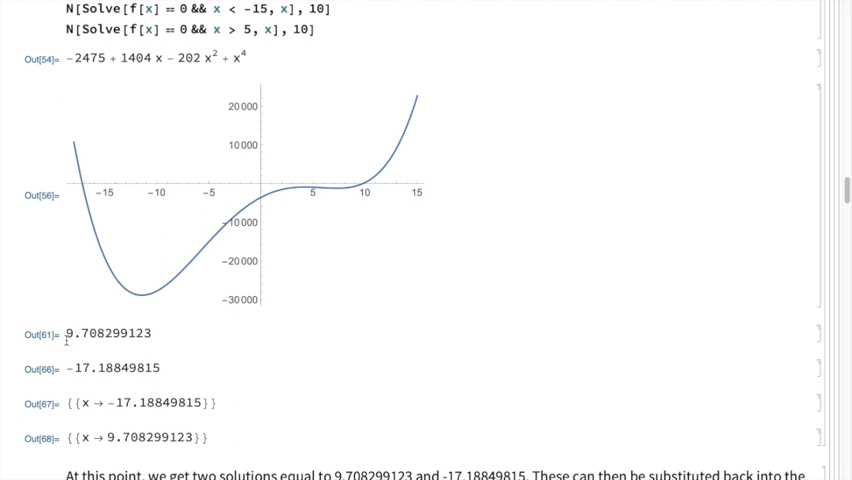 N[Solve[f[x] == 0 && x < -15, x], 10]
N[Solve[f[x] == 0 && x > 5, x], 10]
Out[54]= -2475 + 1404 x - 202 x² + x⁴
20000
10000
-15 -10 -5 5 10 15
Out[56]=
-10000
-20000
-30000
Out[61]= 9.708299123
Out[66]= -17.18849815
Out[67]= {{x → -17.18849815}}
Out[68]= {{x → 9.708299123}}
At this point, we get two solutions equal to 9.708299123 and -17.18849815. These can then be substituted back into the